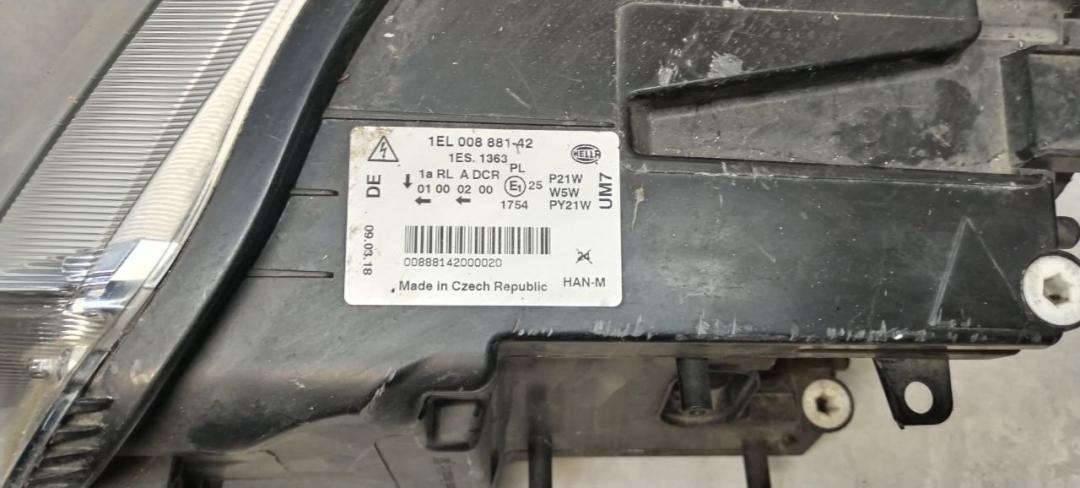 1EL 008 881-42
1ES. 1363
HELLA
DE
1a RL A DCR PL
01 00 02 00
E1 25
1754
P21W
W5W
PY21W
UM7
09.03.18
00888142000020
24
Made in Czech Republic
HAN-M